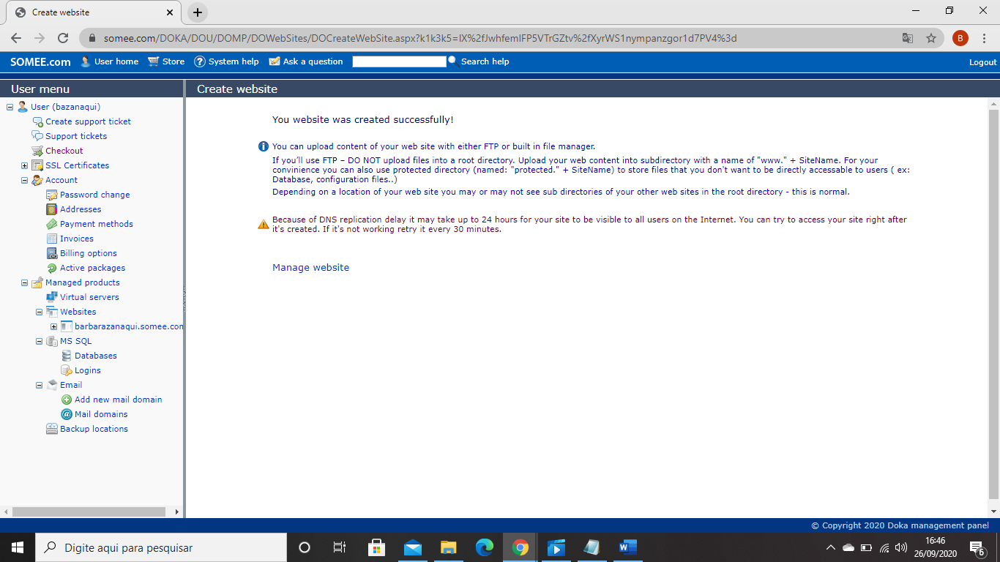 Create website
somee.com/DOKA/DOU/DOMP/DOWebSites/DOCreateWebSite.aspx?k1k3k5=IX%2fJwhfemIFP5VTrGZtv%2fXyrWS1nympanzgor1d7PV4%3d
B
SOMEE.com User home Store System help Ask a question Search help Logout
User menu
Create website
User (bazanaqui)
Create support ticket
Support tickets
Checkout
SSL Certificates
Account
Password change
Addresses
Payment methods
Invoices
Billing options
Active packages
Managed products
Virtual servers
Websites
barbarazanaqui.somee.con
MS SQL
Databases
Logins
Email
Add new mail domain
Mail domains
Backup locations
You website was created successfully!
You can upload content of your web site with either FTP or built in file manager.
If you'll use FTP – DO NOT upload files into a root directory. Upload your web content into subdirectory with a name of "www." + SiteName. For your
convinience you can also use protected directory (named: "protected." + SiteName) to store files that you don't want to be directly accessable to users ( ex:
Database, configuration files..)
Depending on a location of your web site you may or may not see sub directories of your other web sites in the root directory - this is normal.
Because of DNS replication delay it may take up to 24 hours for your site to be visible to all users on the Internet. You can try to access your site right after
it's created. If it's not working retry it every 30 minutes.
Manage website
© Copyright 2020 Doka management panel
Digite aqui para pesquisar
16:46
26/09/2020
6